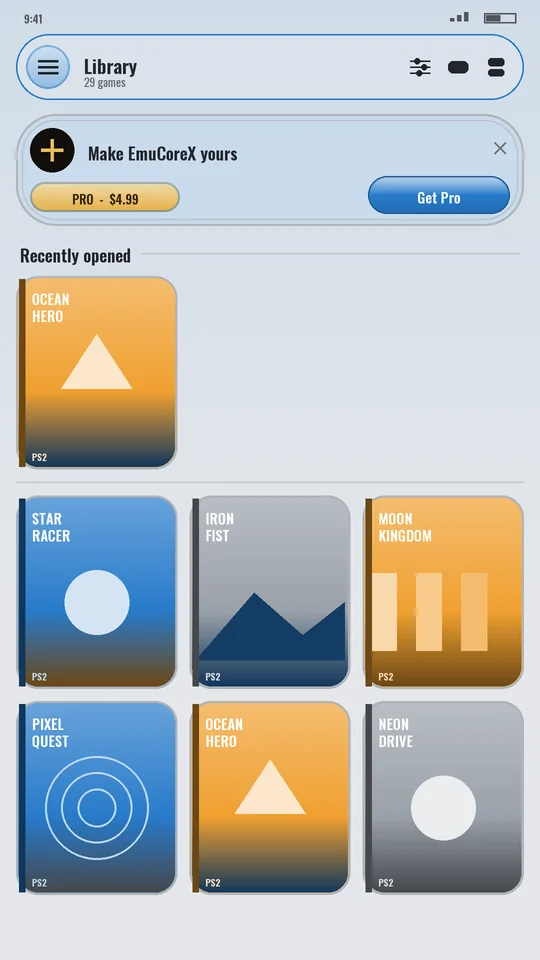 9:41
Library
29 games
Make EmuCoreX yours
PRO - $4.99
Get Pro
Recently opened
OCEAN
HERO
PS2
STAR
RACER
PS2
IRON
FIST
PS2
MOON
KINGDOM
PS2
PIXEL
QUEST
PS2
OCEAN
HERO
PS2
NEON
DRIVE
PS2